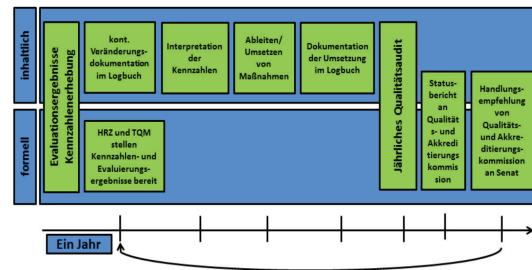 inhaltlich
formell
Evaluationsergebnisse
Kennzahlenerhebung
kont.
Veränderungs-
dokumentation
im Logbuch
Interpretation
der
Kennzahlen
Ableiten/
Umsetzen
von
Maßnahmen
Dokumentation
der Umsetzung
im Logbuch
HRZ und TQM
stellen
Kennzahlen- und
Evaluierungs-
ergebnisse bereit
Jährliches Qualitätsaudit
Status-
bericht
an
Qualität
s- und
Akkredi
tierungs
kommis
sion
Handlungs-
empfehlung
von
Qualitäts-
und Akkre-
ditierungs-
kommission
an Senat
Ein Jahr